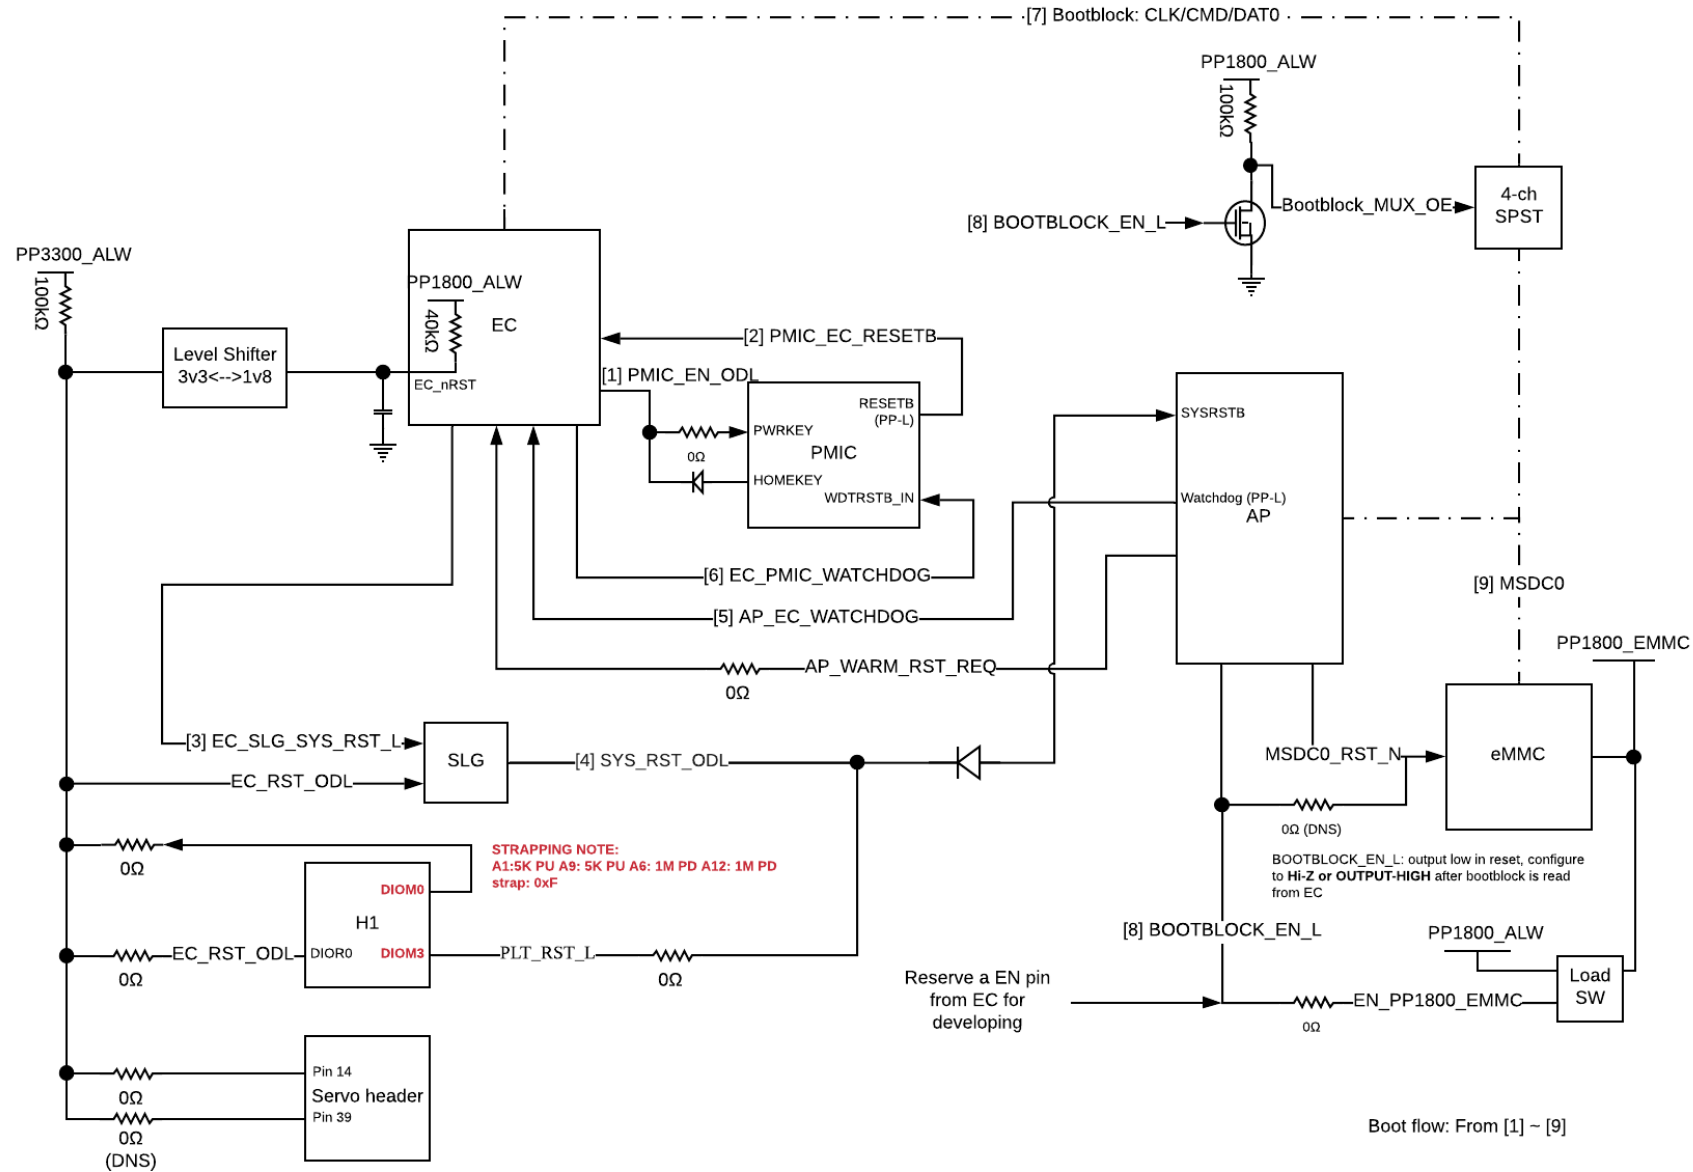 [7] Bootblock: CLK/CMD/DAT0
PP1800_ALW
100kΩ
4-ch
SPST
Bootblock_MUX_OE
[8] BOOTBLOCK_EN_L
PP3300_ALW
100kΩ
Level Shifter
3v3<-->1v8
PP1800_ALW
40kΩ
EC
EC_nRST
[2] PMIC_EC_RESETB
[1] PMIC_EN_ODL
RESETB
(PP-L)
PWRKEY
PMIC
0Ω
HOMEKEY
WDTRSTB_IN
SYSRSTB
Watchdog (PP-L)
AP
[6] EC_PMIC_WATCHDOG
[5] AP_EC_WATCHDOG
AP_WARM_RST_REQ
0Ω
[9] MSDC0
PP1800_EMMC
[3] EC_SLG_SYS_RST_L
SLG
[4] SYS_RST_ODL
EC_RST_ODL
MSDC0_RST_N
eMMC
0Ω (DNS)
0Ω
STRAPPING NOTE:
A1:5K PU A9: 5K PU A6: 1M PD A12: 1M PD
strap: 0xF
BOOTBLOCK_EN_L: output low in reset, configure
to Hi-Z or OUTPUT-HIGH after bootblock is read
from EC
DIOM0
H1
DIOR0
DIOM3
EC_RST_ODL
0Ω
PLT_RST_L
0Ω
[8] BOOTBLOCK_EN_L
PP1800_ALW
Load
SW
Reserve a EN pin
from EC for
developing
EN_PP1800_EMMC
0Ω
Pin 14
0Ω
Servo header
Pin 39
0Ω
(DNS)
Boot flow: From [1] ~ [9]